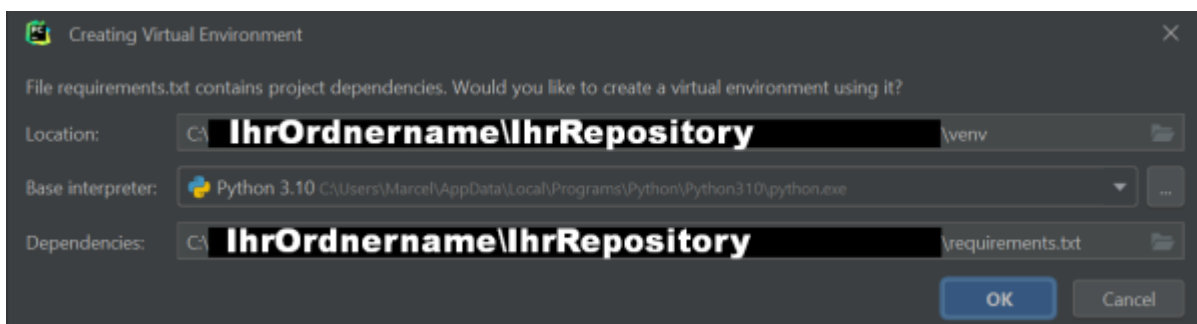 PC
Creating Virtual Environment
File requirements.txt contains project dependencies. Would you like to create a virtual environment using it?
Location: C:\ IhrOrdnername\IhrRepository \venv
Base interpreter: Python 3.10 C:\Users\Marcel\AppData\Local\Programs\Python\Python310\python.exe ...
Dependencies: C:\ IhrOrdnername\IhrRepository \requirements.txt
OK Cancel